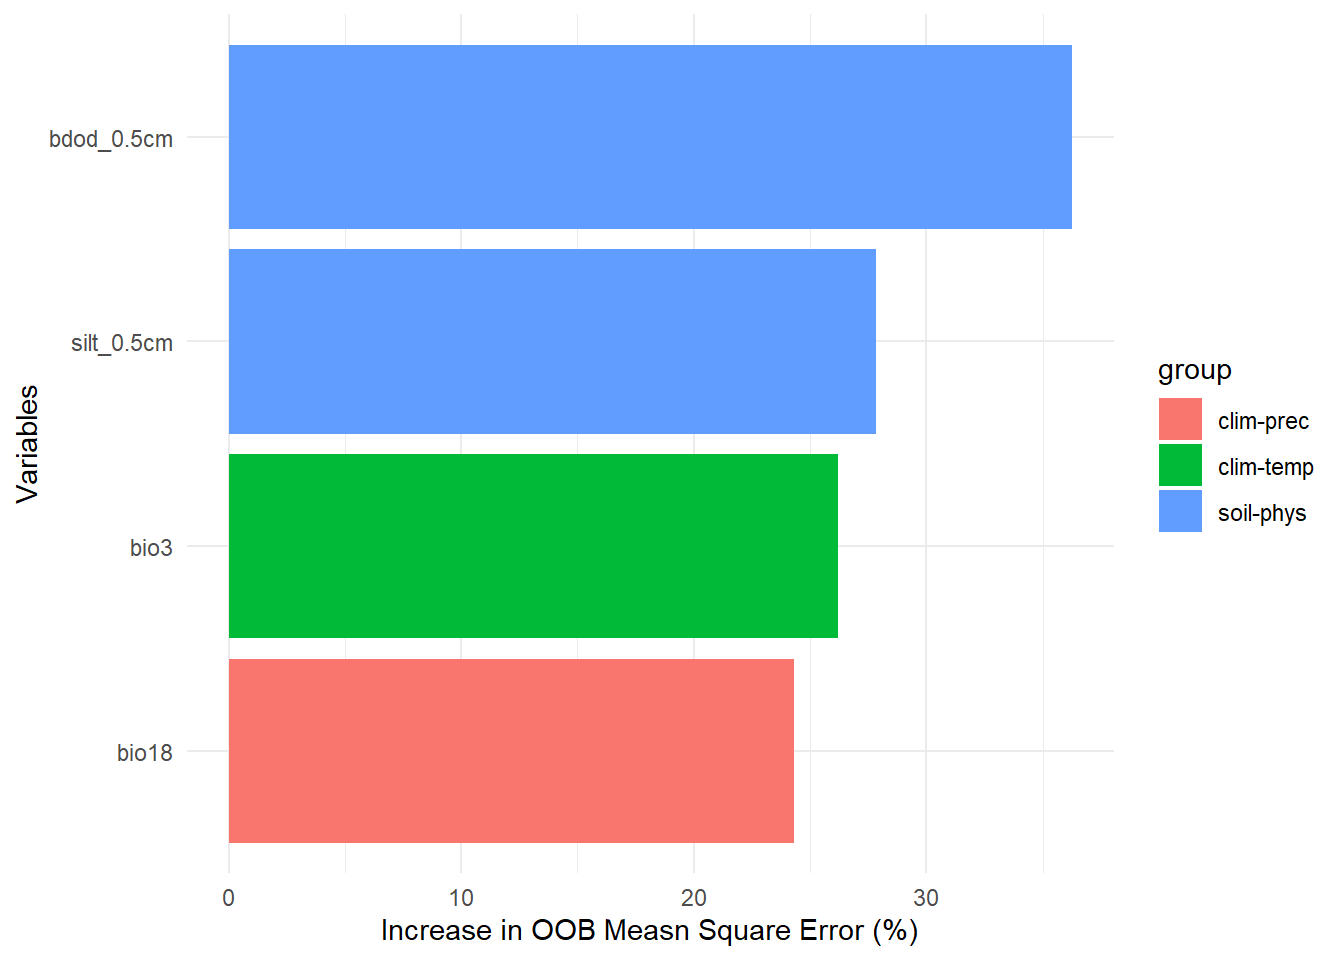 bdod_0.5cm
silt_0.5cm
bio3
bio18
Variables
0 10 20 30
Increase in OOB Measn Square Error (%)
group
clim-prec
clim-temp
soil-phys